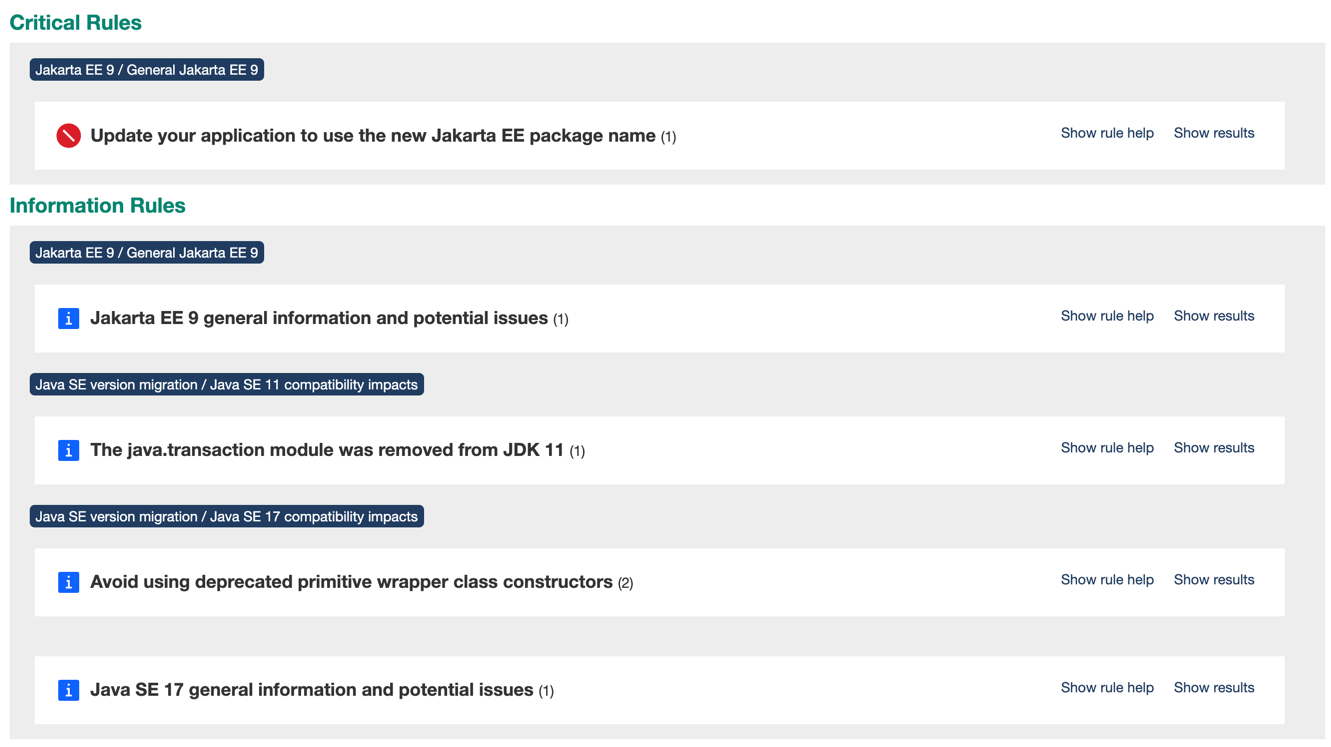 Critical Rules
Jakarta EE 9 / General Jakarta EE 9
Update your application to use the new Jakarta EE package name (1) Show rule help Show results
Information Rules
Jakarta EE 9 / General Jakarta EE 9
Jakarta EE 9 general information and potential issues (1) Show rule help Show results
Java SE version migration / Java SE 11 compatibility impacts
The java.transaction module was removed from JDK 11 (1) Show rule help Show results
Java SE version migration / Java SE 17 compatibility impacts
Avoid using deprecated primitive wrapper class constructors (2) Show rule help Show results
Java SE 17 general information and potential issues (1) Show rule help Show results